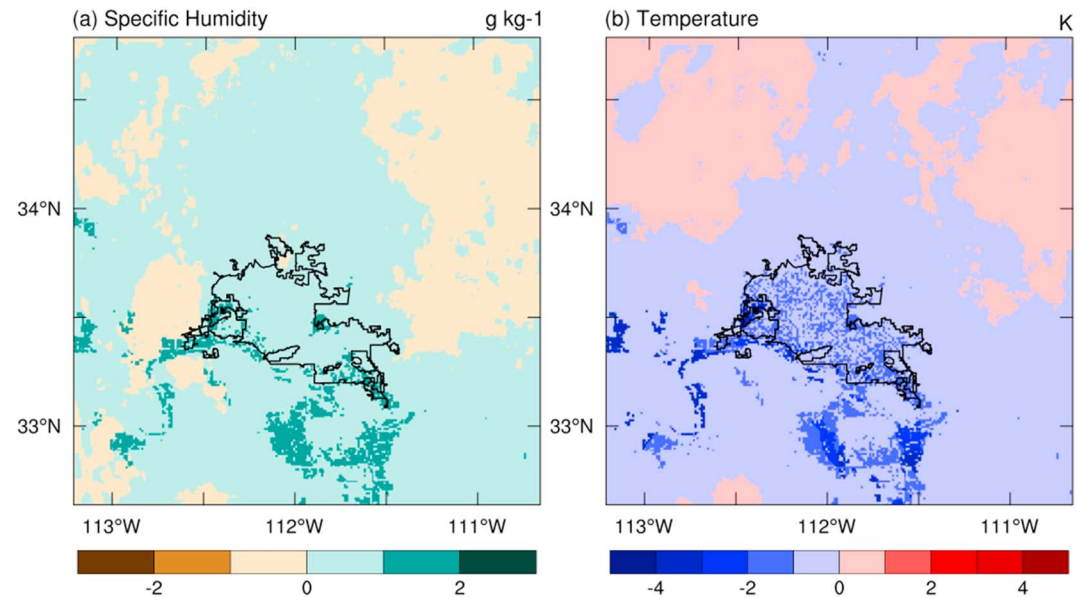 (a) Specific Humidity g kg-1
(b) Temperature K
34°N
33°N
113°W 112°W 111°W
-2 0 2
34°N
33°N
113°W 112°W 111°W
-4 -2 0 2 4